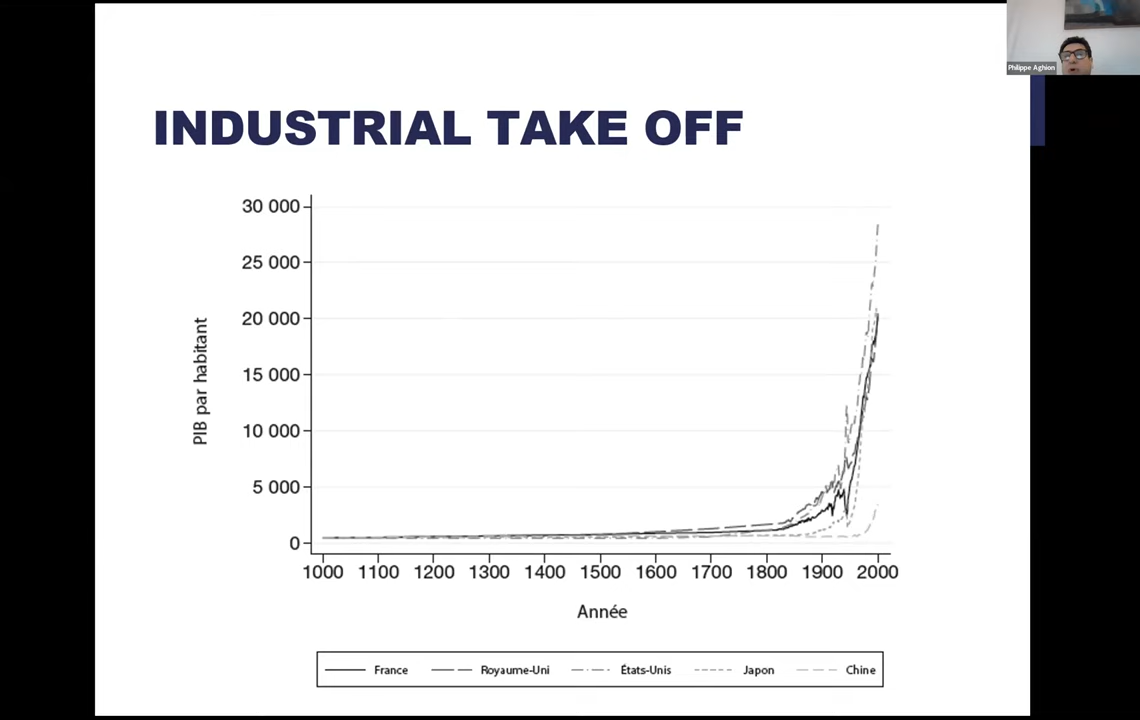 Philippe Aghion
INDUSTRIAL TAKE OFF
30 000
25 000
20 000
15 000
10 000
5 000
0
PIB par habitant
1000 1100 1200 1300 1400 1500 1600 1700 1800 1900 2000
Année
France Royaume-Uni États-Unis Japon Chine